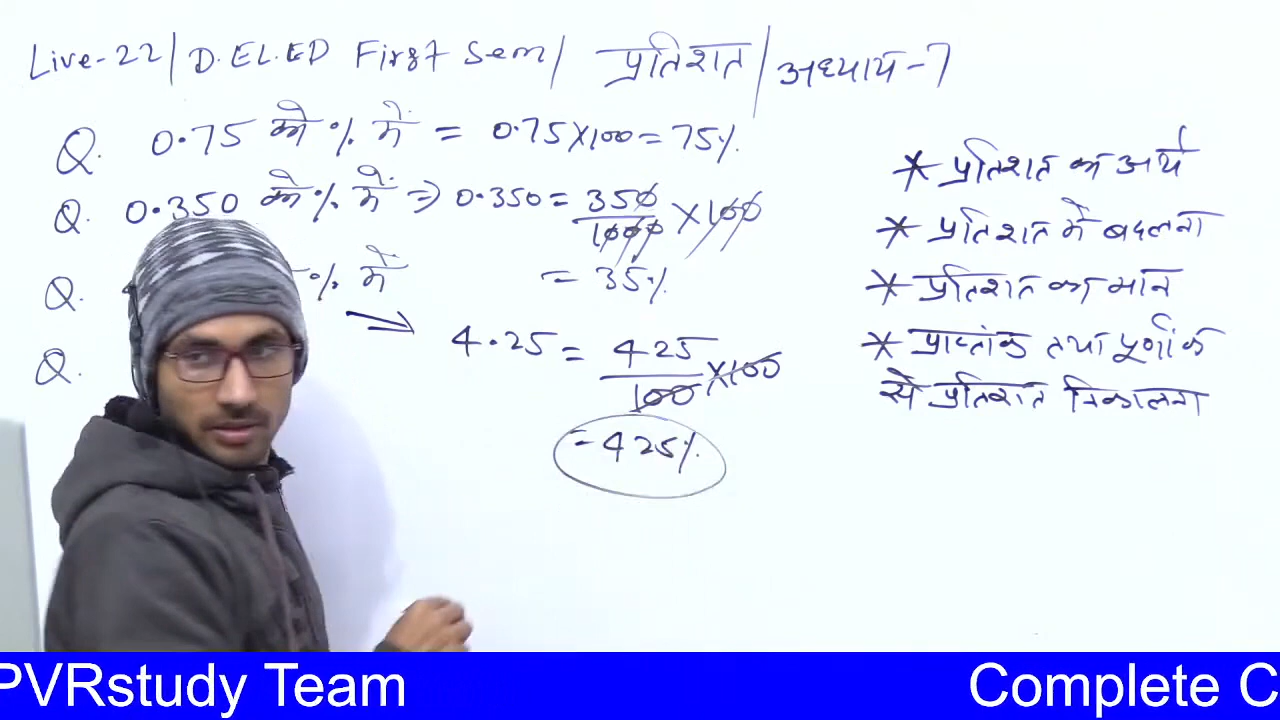 Live-22 / D.EL.ED First Sem / प्रतिशत / अध्याय-7
Q. 0.75 को % में = 0.75×100 = 75%
Q. 0.350 को % में ⇒ 0.350 = 350/1000 × 100
= 35%
Q. % में
4.25 = 425/100 × 100
= 425%
Q.
* प्रतिशत का अर्थ
* प्रतिशत में बदलना
* प्रतिशत का मान
* प्राप्तांक तथा पूर्णांक
से प्रतिशत निकालना
PVRstudy Team Complete C